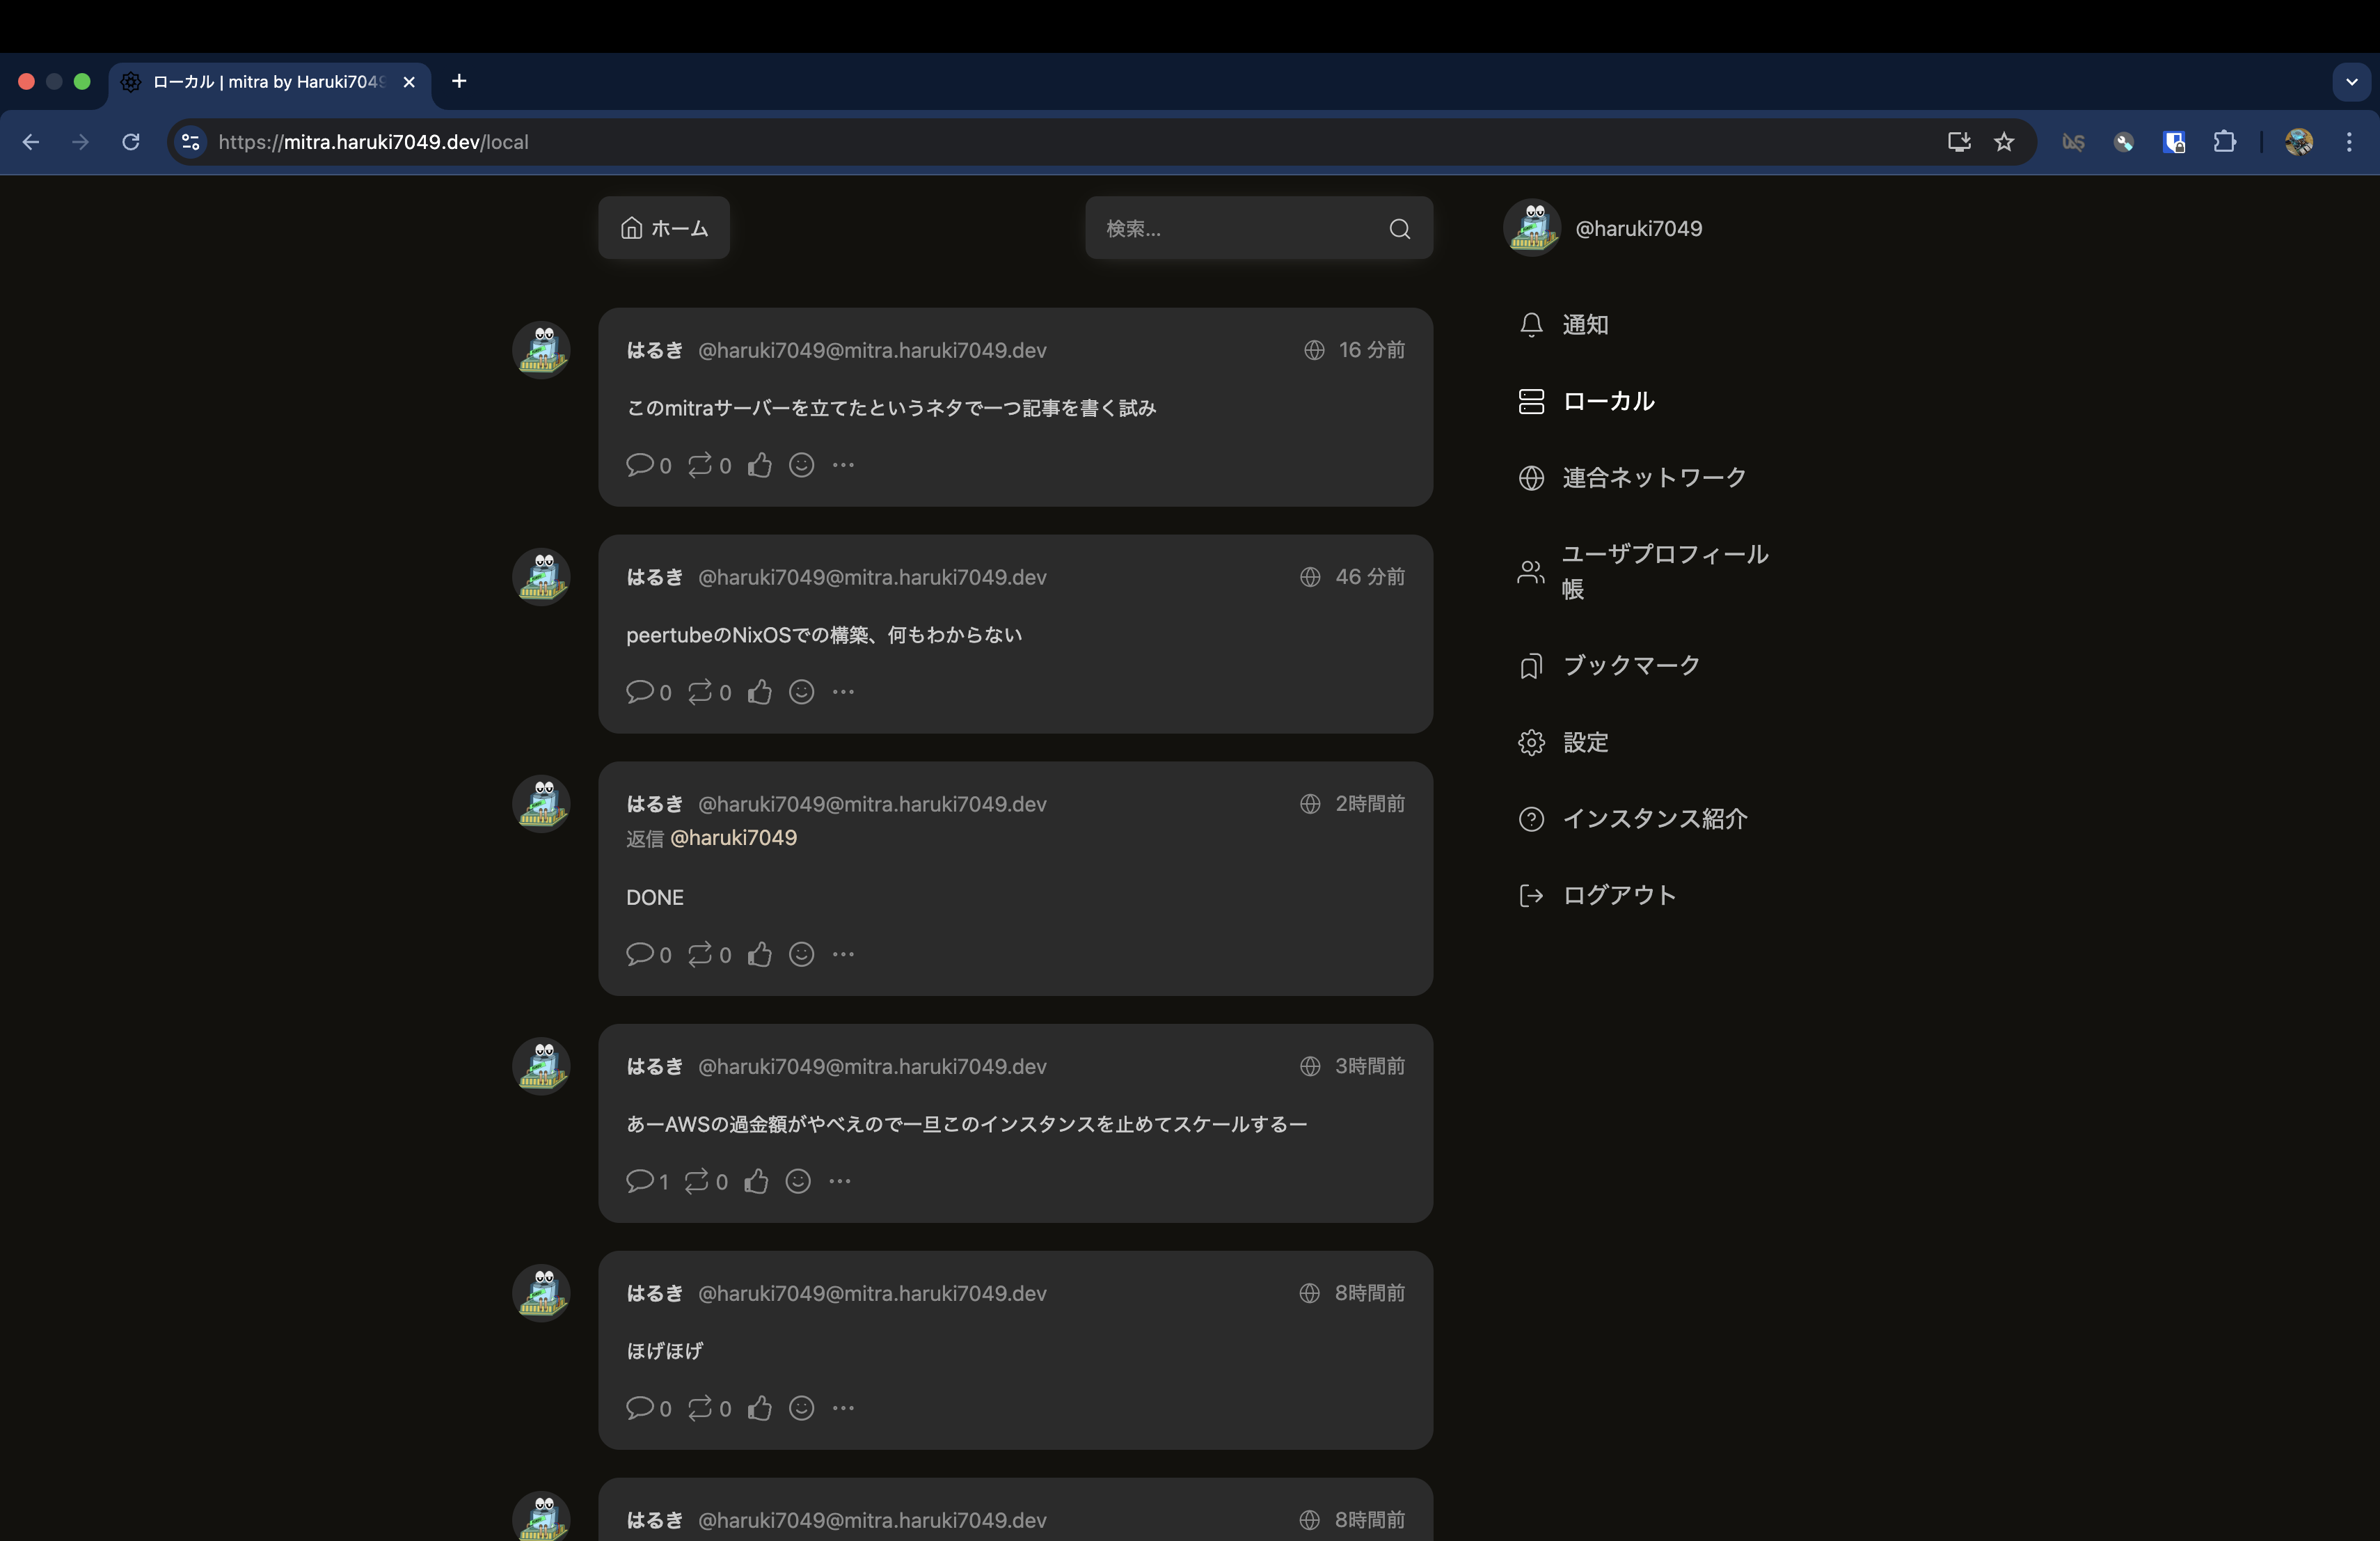 ローカル | mitra by Haruki7049
https://mitra.haruki7049.dev/local
ホーム
検索...
@haruki7049
はるき @haruki7049@mitra.haruki7049.dev 16 分前
このmitraサーバーを立てたというネタで一つ記事を書く試み
0 0
はるき @haruki7049@mitra.haruki7049.dev 46 分前
peertubeのNixOSでの構築、何もわからない
0 0
はるき @haruki7049@mitra.haruki7049.dev 2時間前
返信 @haruki7049
DONE
0 0
はるき @haruki7049@mitra.haruki7049.dev 3時間前
あーAWSの過金額がやべえので一旦このインスタンスを止めてスケールするー
1 0
はるき @haruki7049@mitra.haruki7049.dev 8時間前
ほげほげ
0 0
はるき @haruki7049@mitra.haruki7049.dev 8時間前
通知
ローカル
連合ネットワーク
ユーザプロフィール
帳
ブックマーク
設定
インスタンス紹介
ログアウト